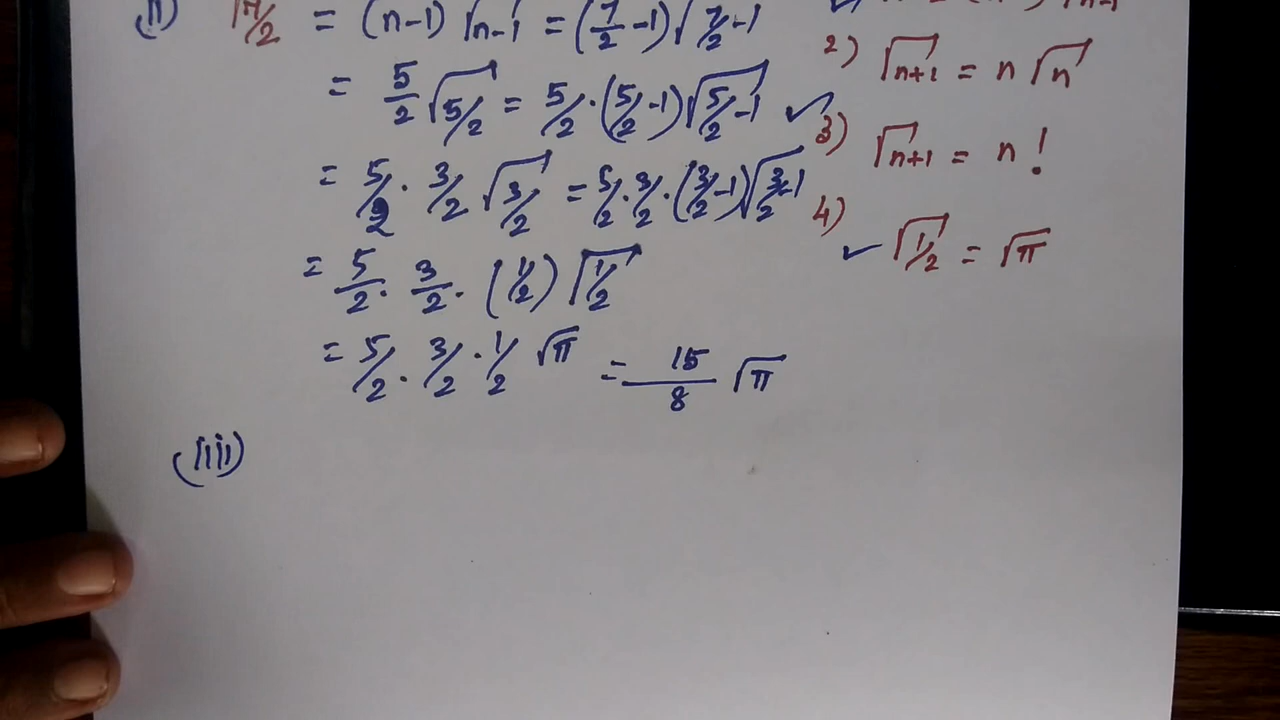 (ii) Γ7/2 = (n-1) Γn-1 = (7/2 -1) Γ7/2 -1
= 5/2 Γ5/2 = 5/2 · (5/2 -1) Γ5/2 -1
= 5/2 · 3/2 Γ3/2 = 5/2 · 3/2 · (3/2 -1) Γ3/2 -1
= 5/2 · 3/2 · (1/2) Γ1/2
= 5/2 · 3/2 · 1/2 √π = 15/8 √π
(iii)
2) Γn+1 = n Γn
✓ 3) Γn+1 = n!
4) ✓ Γ1/2 = √π